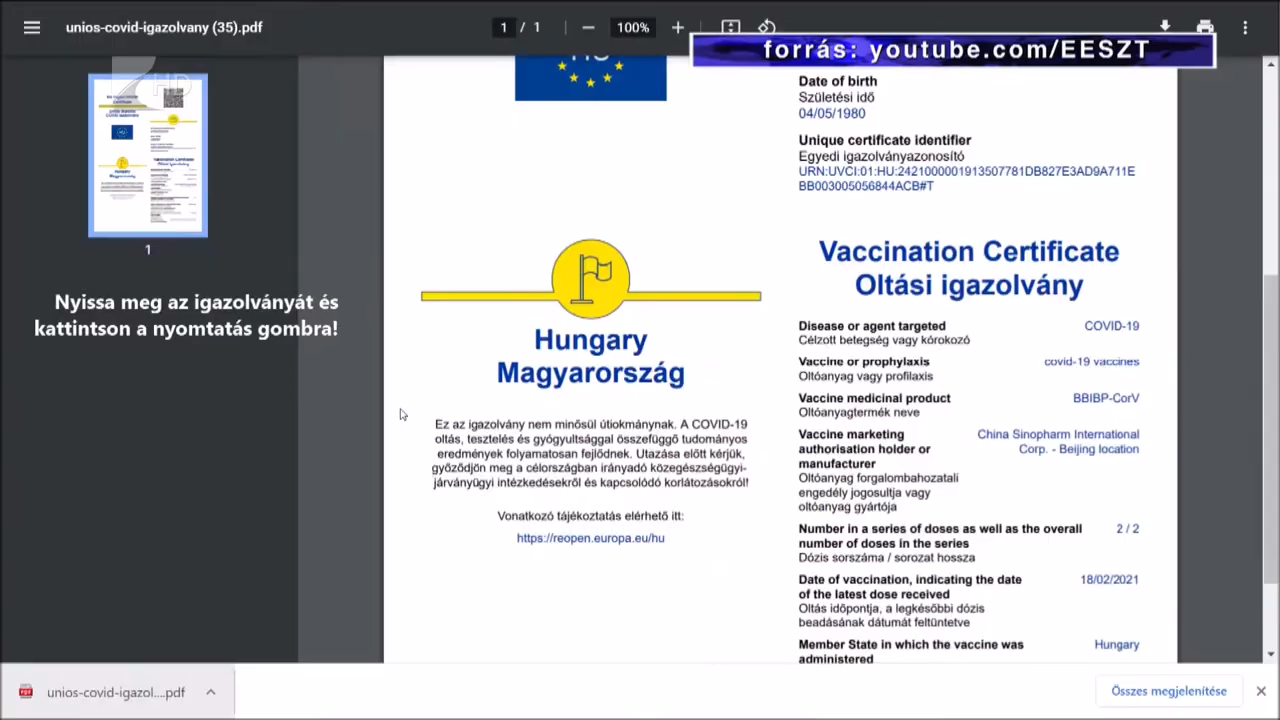 unios-covid-igazolvany (35).pdf
1 / 1
100%
forrás: youtube.com/EESZT
HD
HU
1
Nyissa meg az igazolványát és
kattintson a nyomtatás gombra!
Hungary
Magyarország
Ez az igazolvány nem minősül útiokmánynak. A COVID-19
oltás, tesztelés és gyógyultsággal összefüggő tudományos
eredmények folyamatosan fejlődnek. Utazása előtt kérjük,
győződjön meg a célországban irányadó közegészségügyi-
járványügyi intézkedésekről és kapcsolódó korlátozásokról!
Vonatkozó tájékoztatás elérhető itt:
https://reopen.europa.eu/hu
Date of birth
Születési idő
04/05/1980
Unique certificate identifier
Egyedi igazolványazonosító
URN:UVCI:01:HU:2421000001913507781DB827E3AD9A711E
BB003005056844ACB#T
Vaccination Certificate
Oltási igazolvány
Disease or agent targeted COVID-19
Célzott betegség vagy kórokozó
Vaccine or prophylaxis covid-19 vaccines
Oltóanyag vagy profilaxis
Vaccine medicinal product BBIBP-CorV
Oltóanyagtermék neve
Vaccine marketing China Sinopharm International
authorisation holder or Corp. - Beijing location
manufacturer
Oltóanyag forgalombahozatali
engedély jogosultja vagy
oltóanyag gyártója
Number in a series of doses as well as the overall 2 / 2
number of doses in the series
Dózis sorszáma / sorozat hossza
Date of vaccination, indicating the date 18/02/2021
of the latest dose received
Oltás időpontja, a legkésőbbi dózis
beadásának dátumát feltüntetve
Member State in which the vaccine was Hungary
administered
unios-covid-igazol....pdf
Összes megjelenítése